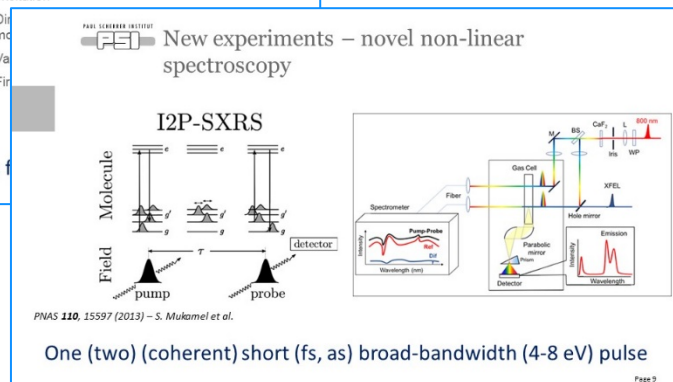 PAUL SCHERRER INSTITUT
PSI
New experiments – novel non-linear
spectroscopy
I2P-SXRS
Molecule
e
e
e
g'
g'
g'
g
g
g
Field
τ
pump
probe
detector
M
BS
CaF₂
L
800 nm
Iris
WP
Gas Cell
Fiber
XFEL
Spectrometer
Hole mirror
Intensity
Pump-Probe
Ref
Dif
Wavelength (nm)
Parabolic
mirror
Prism
Detector
Emission
Intensity
Wavelength
PNAS 110, 15597 (2013) – S. Mukamel et al.
One (two) (coherent) short (fs, as) broad-bandwidth (4-8 eV) pulse
Page 9